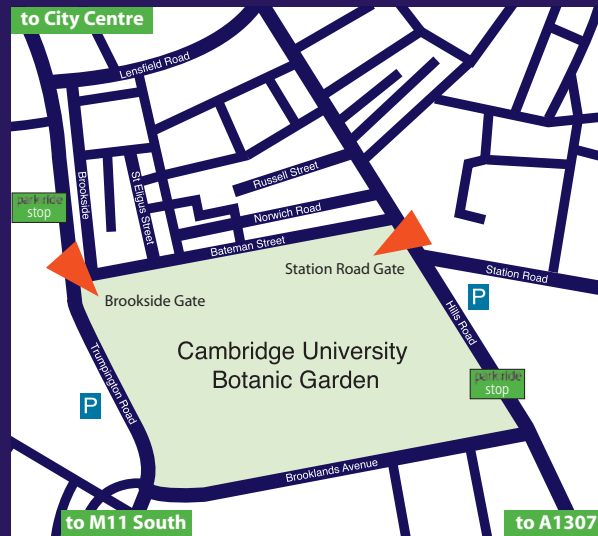 to City Centre
Lensfield Road
Brookside
St Eligus Street
Russell Street
Norwich Road
Bateman Street
park ride
stop
Station Road Gate
Station Road
Brookside Gate
P
Hills Road
Cambridge University
Botanic Garden
Trumpington Road
park ride
stop
P
Brooklands Avenue
to M11 South
to A1307